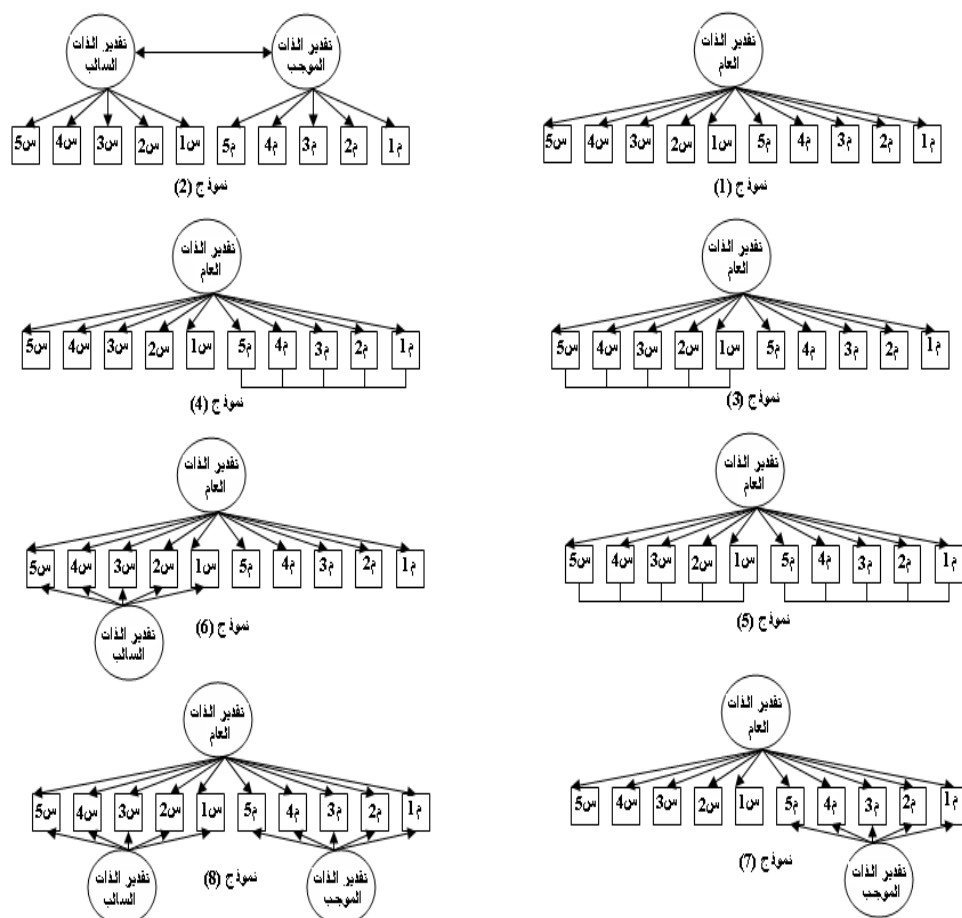 تقدير الذات
العام
م1 م2 م3 م4 م5 س1 س2 س3 س4 س5
نموذج (1)
تقدير الذات
الموجب
تقدير الذات
السالب
م1 م2 م3 م4 م5 س1 س2 س3 س4 س5
نموذج (2)
تقدير الذات
العام
م1 م2 م3 م4 م5 س1 س2 س3 س4 س5
نموذج (3)
تقدير الذات
العام
م1 م2 م3 م4 م5 س1 س2 س3 س4 س5
نموذج (4)
تقدير الذات
العام
م1 م2 م3 م4 م5 س1 س2 س3 س4 س5
نموذج (5)
تقدير الذات
العام
م1 م2 م3 م4 م5 س1 س2 س3 س4 س5
نموذج (6)
تقدير الذات
السالب
تقدير الذات
العام
م1 م2 م3 م4 م5 س1 س2 س3 س4 س5
نموذج (7)
تقدير الذات
الموجب
تقدير الذات
العام
م1 م2 م3 م4 م5 س1 س2 س3 س4 س5
نموذج (8)
تقدير الذات
الموجب
تقدير الذات
السالب